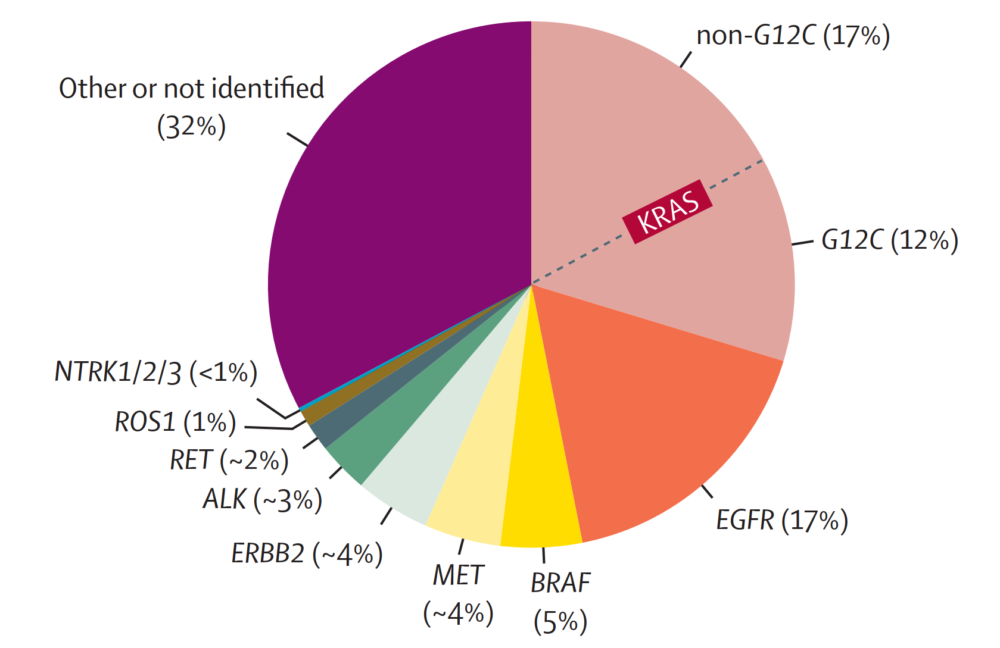 non-G12C (17%)
Other or not identified
(32%)
KRAS
G12C (12%)
NTRK1/2/3 (<1%)
ROS1 (1%)
RET (~2%)
ALK (~3%)
EGFR (17%)
ERBB2 (~4%)
MET
(~4%)
BRAF
(5%)